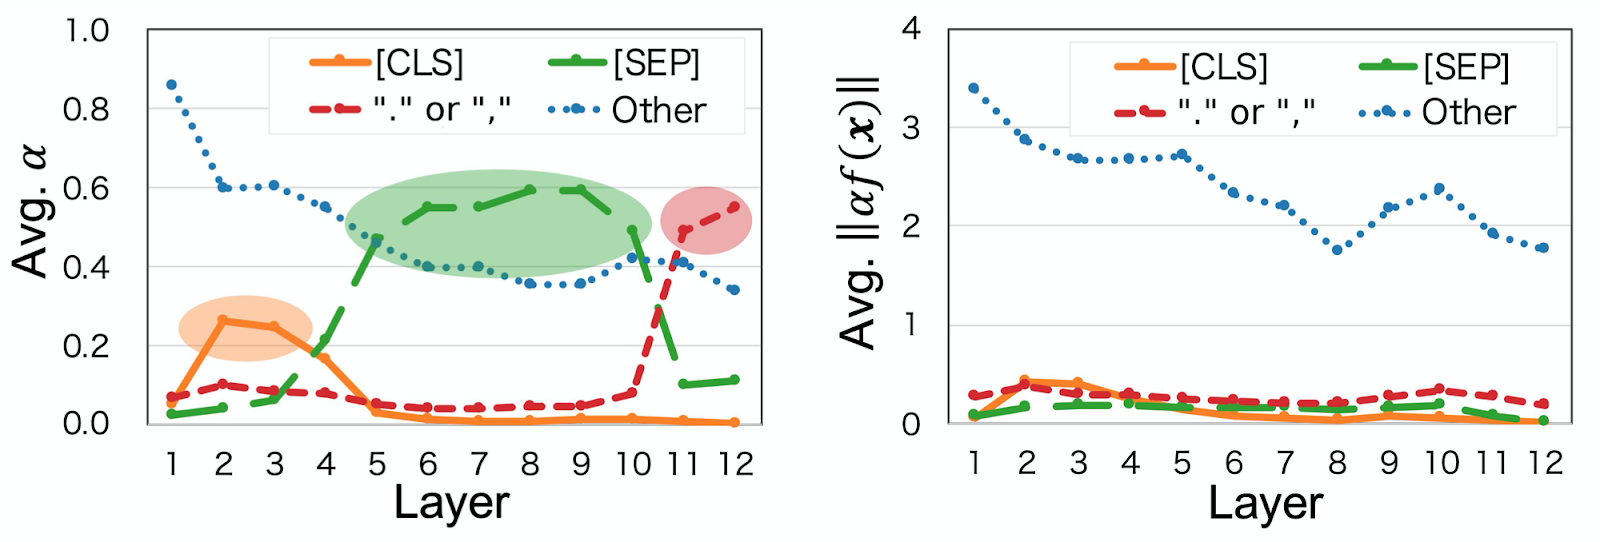 Avg. α
1.0
0.8
0.6
0.4
0.2
0.0
[CLS]
[SEP]
"." or ","
Other
1 2 3 4 5 6 7 8 9 10 11 12
Layer
Avg. ||αf(x)||
4
3
2
1
0
[CLS]
[SEP]
"." or ","
Other
1 2 3 4 5 6 7 8 9 10 11 12
Layer